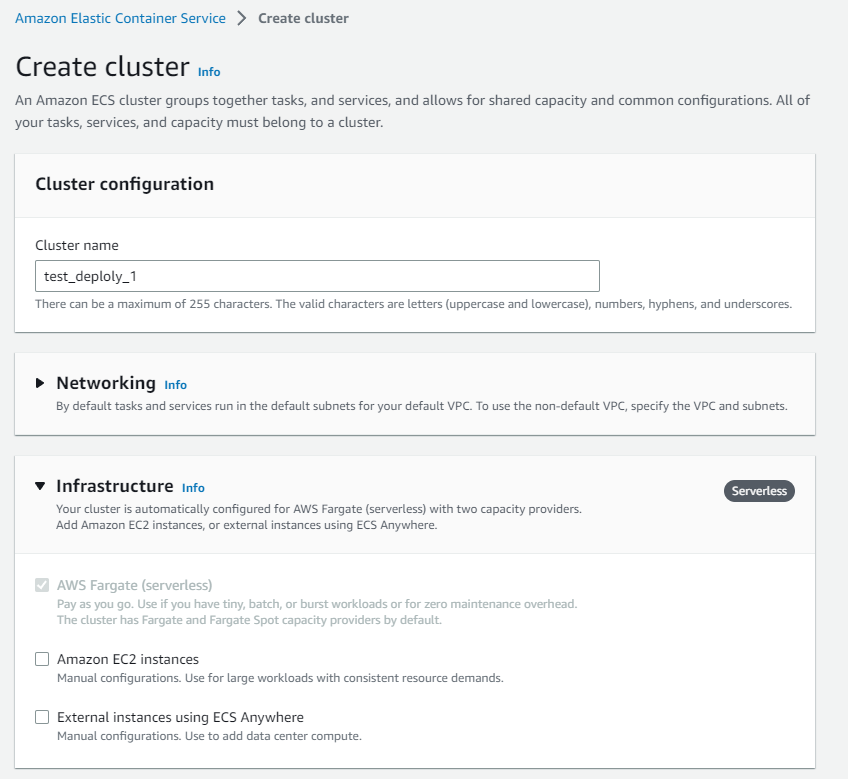 Amazon Elastic Container Service > Create cluster
Create cluster Info
An Amazon ECS cluster groups together tasks, and services, and allows for shared capacity and common configurations. All of
your tasks, services, and capacity must belong to a cluster.
Cluster configuration
Cluster name
test_deploly_1
There can be a maximum of 255 characters. The valid characters are letters (uppercase and lowercase), numbers, hyphens, and underscores.
Networking Info
By default tasks and services run in the default subnets for your default VPC. To use the non-default VPC, specify the VPC and subnets.
Infrastructure Info
Serverless
Your cluster is automatically configured for AWS Fargate (serverless) with two capacity providers.
Add Amazon EC2 instances, or external instances using ECS Anywhere.
AWS Fargate (serverless)
Pay as you go. Use if you have tiny, batch, or burst workloads or for zero maintenance overhead.
The cluster has Fargate and Fargate Spot capacity providers by default.
Amazon EC2 instances
Manual configurations. Use for large workloads with consistent resource demands.
External instances using ECS Anywhere
Manual configurations. Use to add data center compute.